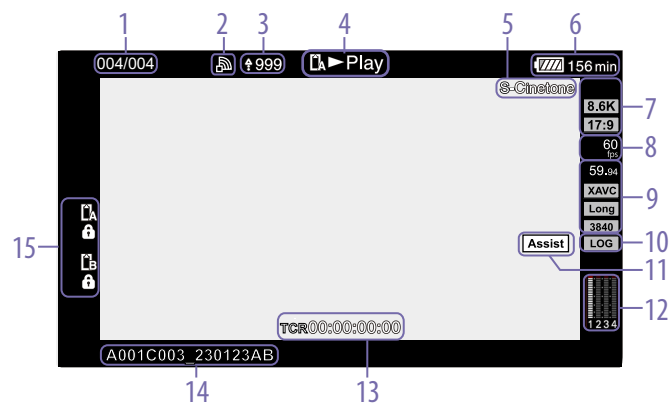 1 2 3 4 5 6
004/004 999 A Play 156 min
S-Cinetone
8.6K 7
17:9
60 fps 8
59.94 9
XAVC
Long
3840
A
B
15
Assist
LOG 10
11
1 2 3 4 12
TCR00:00:00:00
A001C003_230123AB
14 13